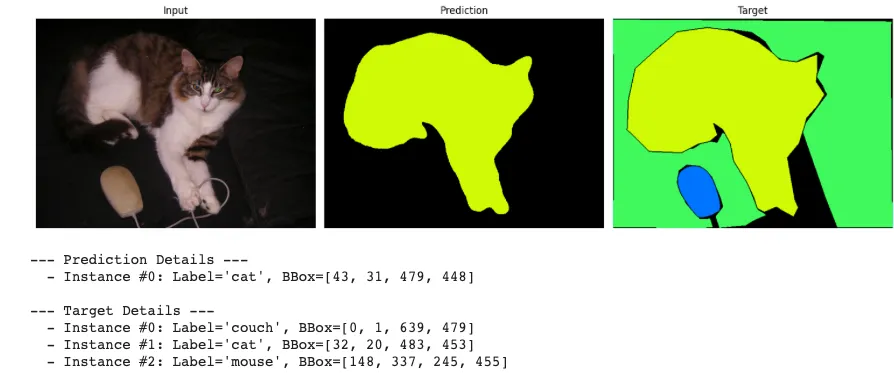 Input Prediction Target
--- Prediction Details ---
- Instance #0: Label='cat', BBox=[43, 31, 479, 448]
--- Target Details ---
- Instance #0: Label='couch', BBox=[0, 1, 639, 479]
- Instance #1: Label='cat', BBox=[32, 20, 483, 453]
- Instance #2: Label='mouse', BBox=[148, 337, 245, 455]